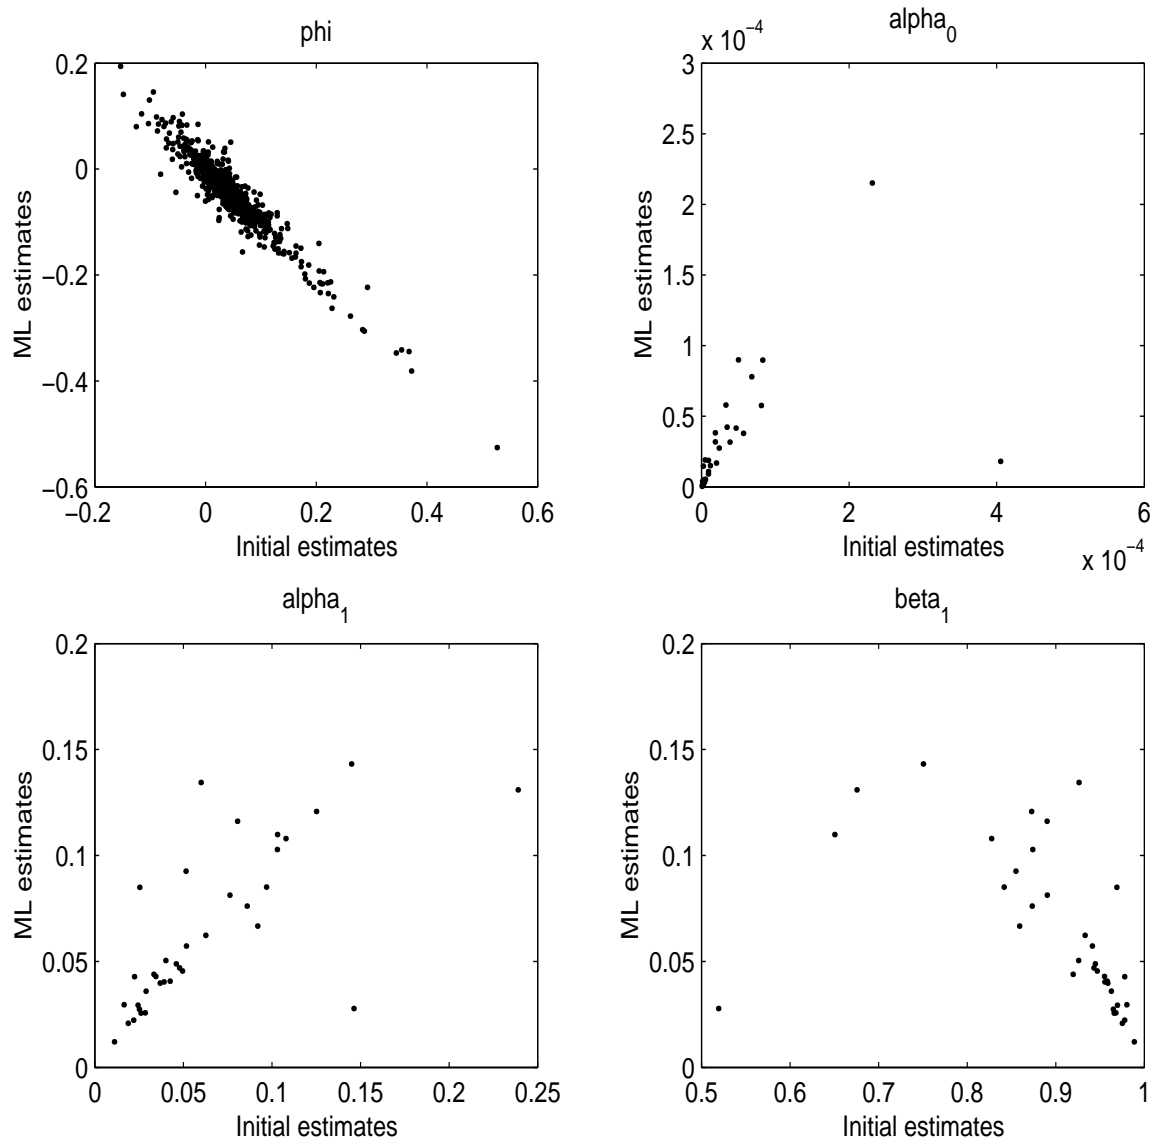 phi
0.2
0
−0.2
−0.4
−0.6
−0.2 0 0.2 0.4 0.6
ML estimates
Initial estimates
alpha_0
x 10^−4
3
2.5
2
1.5
1
0.5
0
0 2 4 6
ML estimates
Initial estimates
x 10^−4
alpha_1
0.2
0.15
0.1
0.05
0
0 0.05 0.1 0.15 0.2 0.25
ML estimates
Initial estimates
beta_1
0.2
0.15
0.1
0.05
0
0.5 0.6 0.7 0.8 0.9 1
ML estimates
Initial estimates